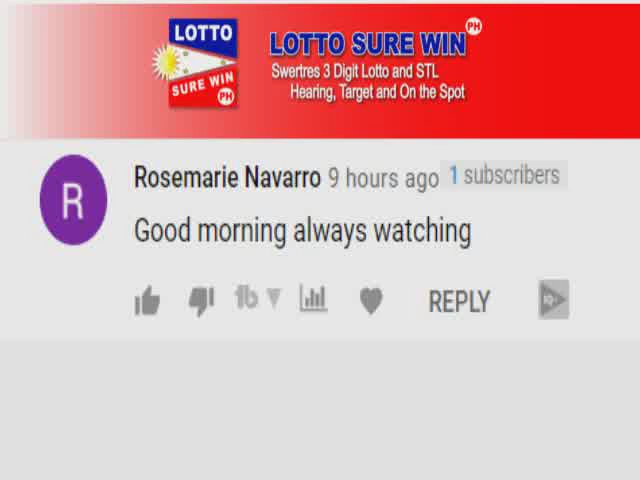 LOTTO
SURE WIN
PH
LOTTO SURE WIN PH
Swertres 3 Digit Lotto and STL
Hearing, Target and On the Spot
Rosemarie Navarro 9 hours ago 1 subscribers
Good morning always watching
R
REPLY